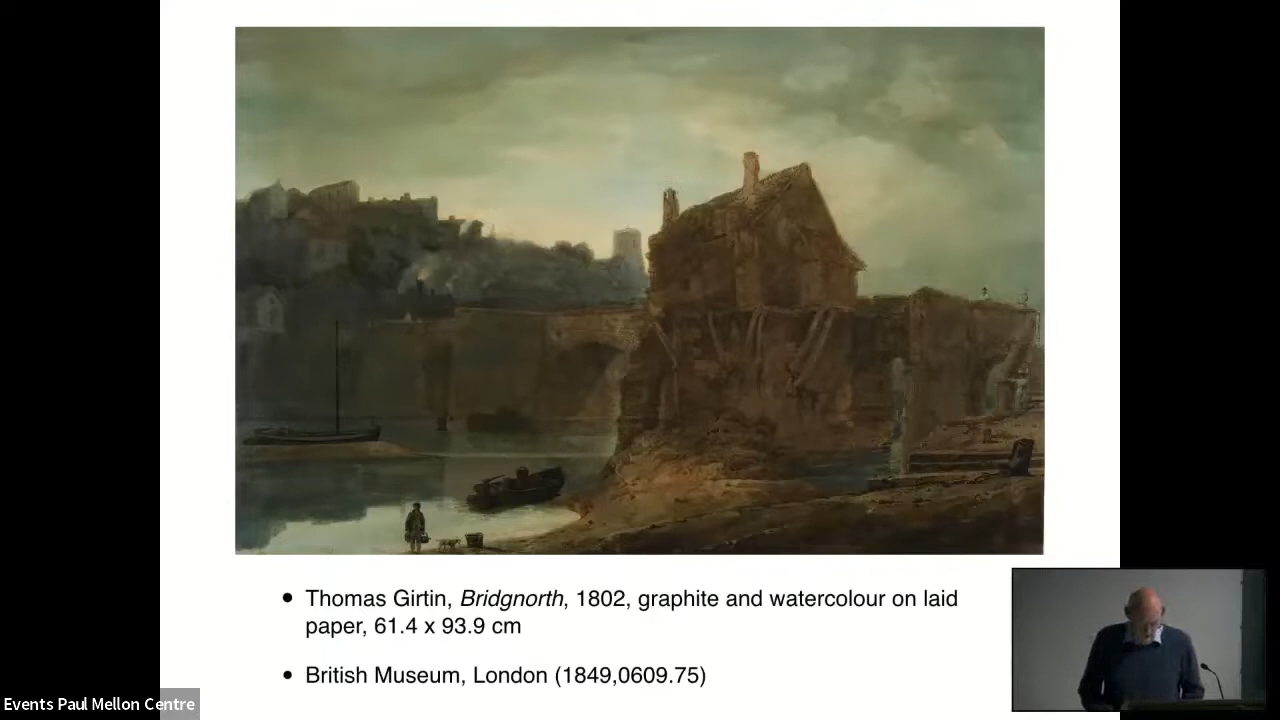 • Thomas Girtin, Bridgnorth, 1802, graphite and watercolour on laid
paper, 61.4 x 93.9 cm
• British Museum, London (1849,0609.75)
Events Paul Mellon Centre